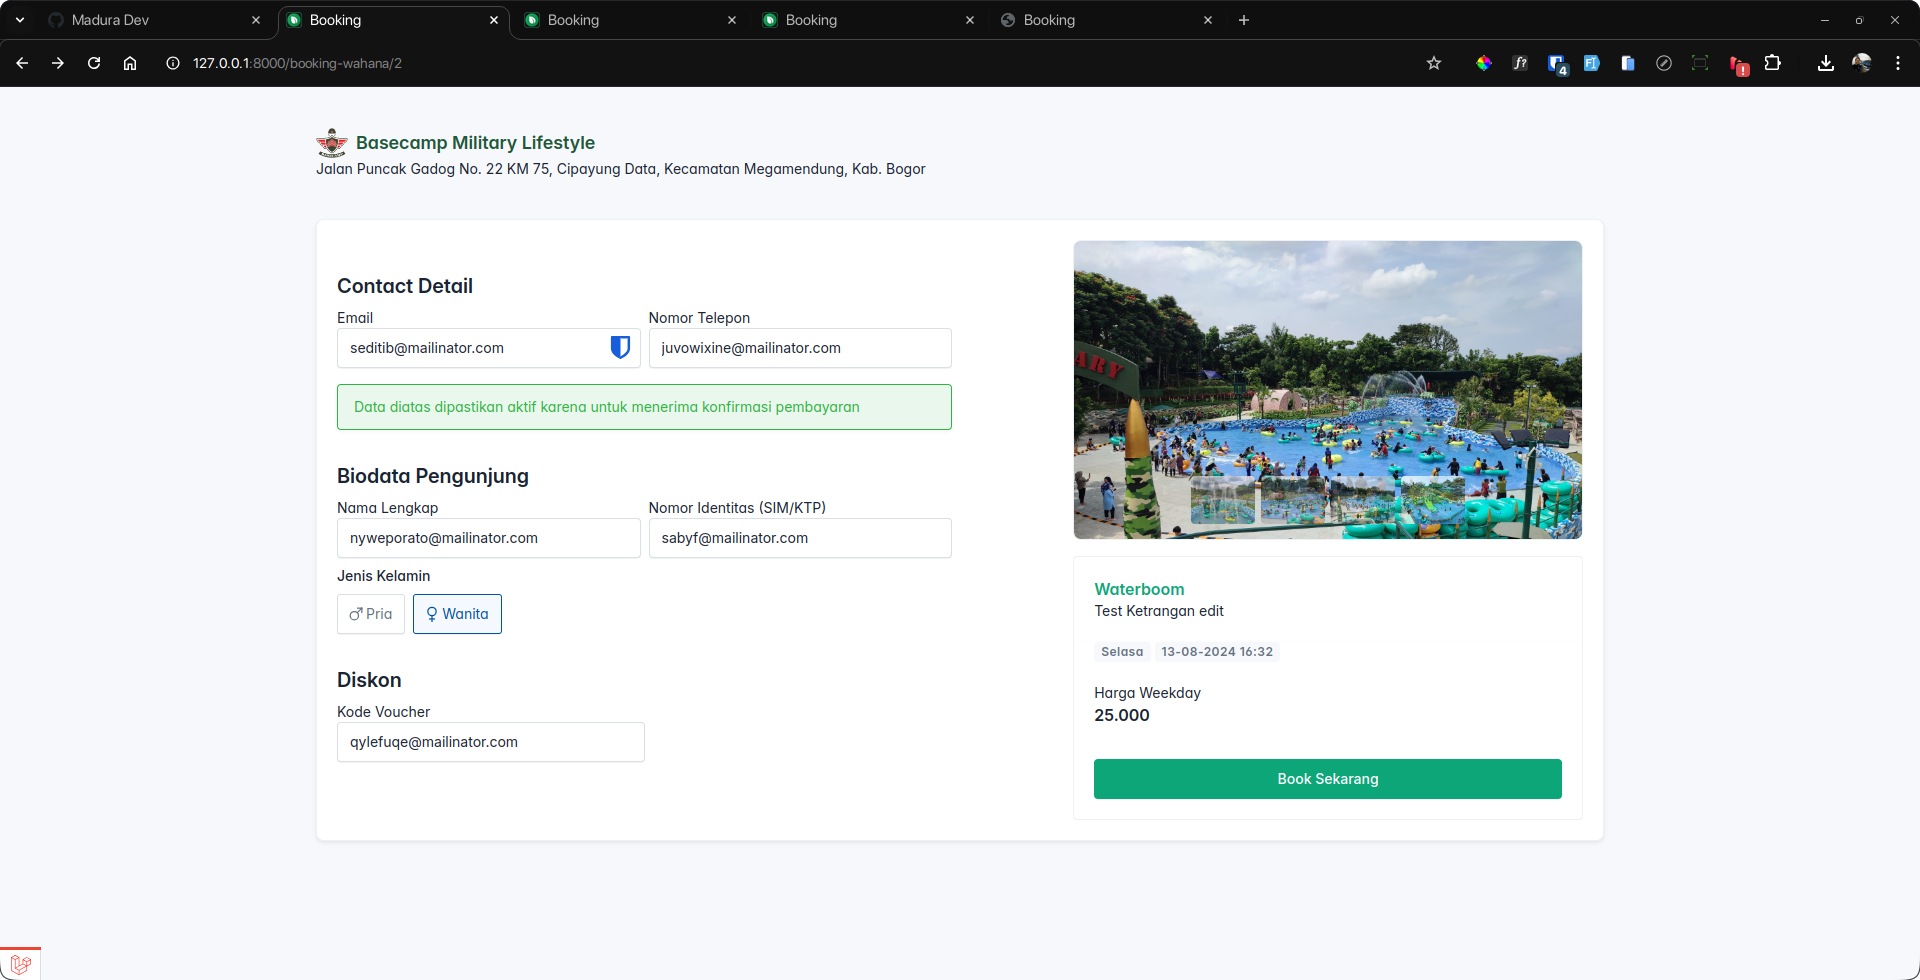 Madura Dev
Booking
Booking
Booking
Booking
127.0.0.1:8000/booking-wahana/2
f?
4
FI
!
Basecamp Military Lifestyle
Jalan Puncak Gadog No. 22 KM 75, Cipayung Data, Kecamatan Megamendung, Kab. Bogor
Contact Detail
Email
Nomor Telepon
seditib@mailinator.com
juvowixine@mailinator.com
Data diatas dipastikan aktif karena untuk menerima konfirmasi pembayaran
Biodata Pengunjung
Nama Lengkap
Nomor Identitas (SIM/KTP)
nyweporato@mailinator.com
sabyf@mailinator.com
Jenis Kelamin
Pria
Wanita
Diskon
Kode Voucher
qylefuqe@mailinator.com
ARY
Waterboom
Test Ketrangan edit
Selasa
13-08-2024 16:32
Harga Weekday
25.000
Book Sekarang